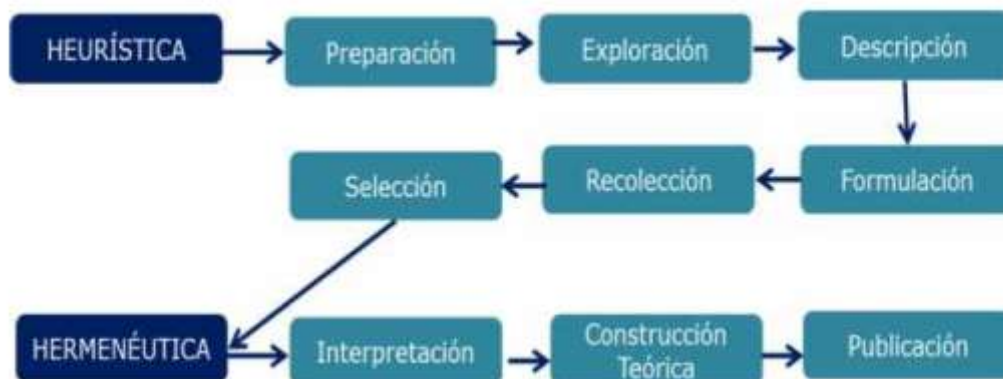 HEURÍSTICA
Preparación
Exploración
Descripción
Formulación
Recolección
Selección
HERMENÉUTICA
Interpretación
Construcción
Teórica
Publicación